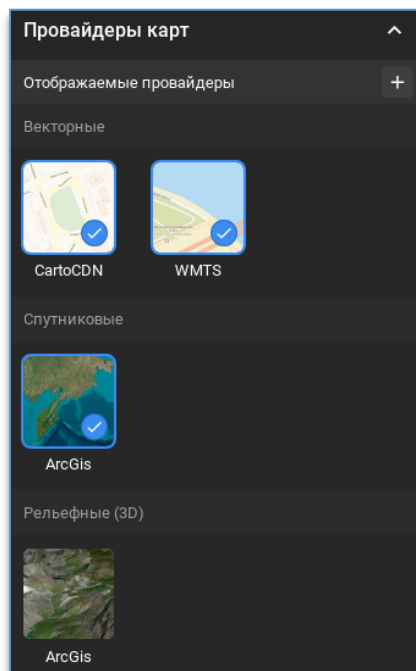 Провайдеры карт
Отображаемые провайдеры
Векторные
CartoCDN
WMTS
Спутниковые
ArcGis
Рельефные (3D)
ArcGis